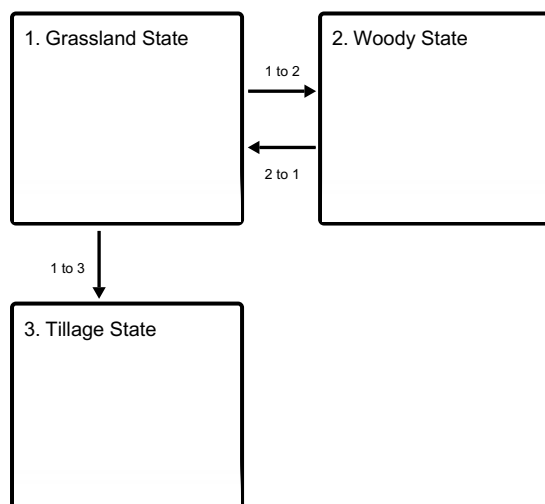 1. Grassland State
2. Woody State
1 to 2
2 to 1
1 to 3
3. Tillage State